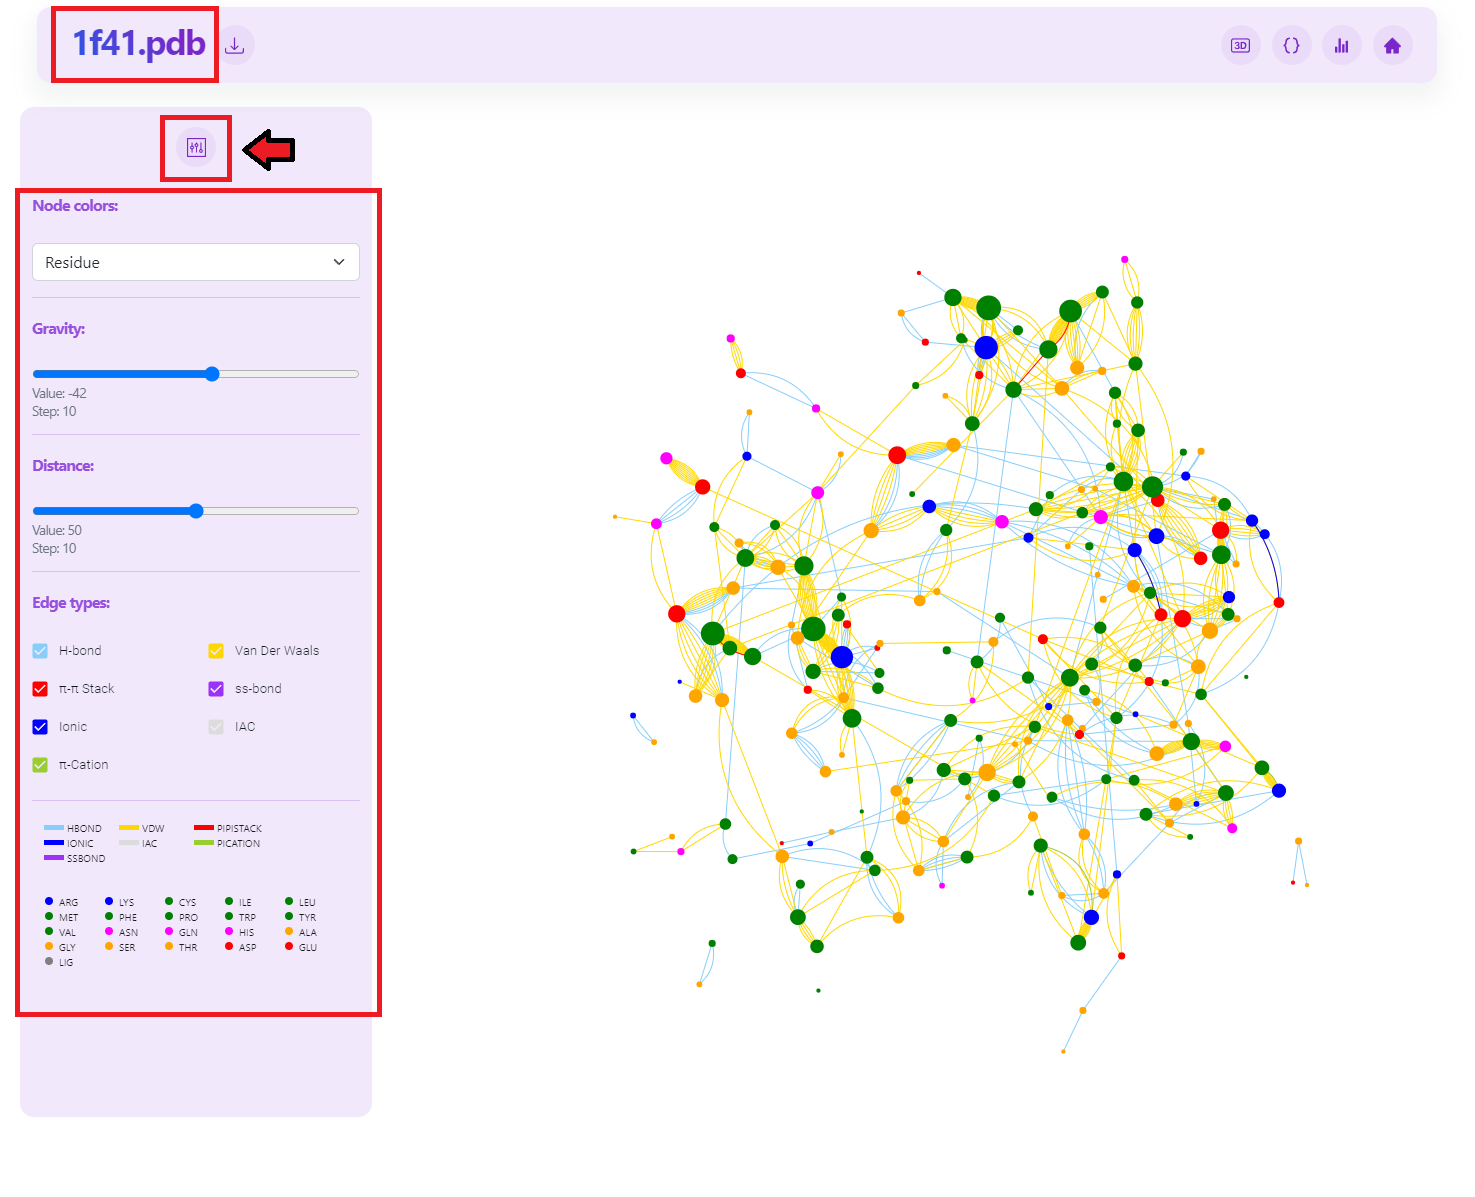 1f41.pdb
3D {}
Node colors:
Residue
Gravity:
Value: -42
Step: 10
Distance:
Value: 50
Step: 10
Edge types:
H-bond Van Der Waals
π-π Stack ss-bond
Ionic IAC
π-Cation
HBOND VDW PIPISTACK
IONIC IAC PICATION
SSBOND
ARG LYS CYS ILE LEU
MET PHE PRO TRP TYR
VAL ASN GLN HIS ALA
GLY SER THR ASP GLU
LIG